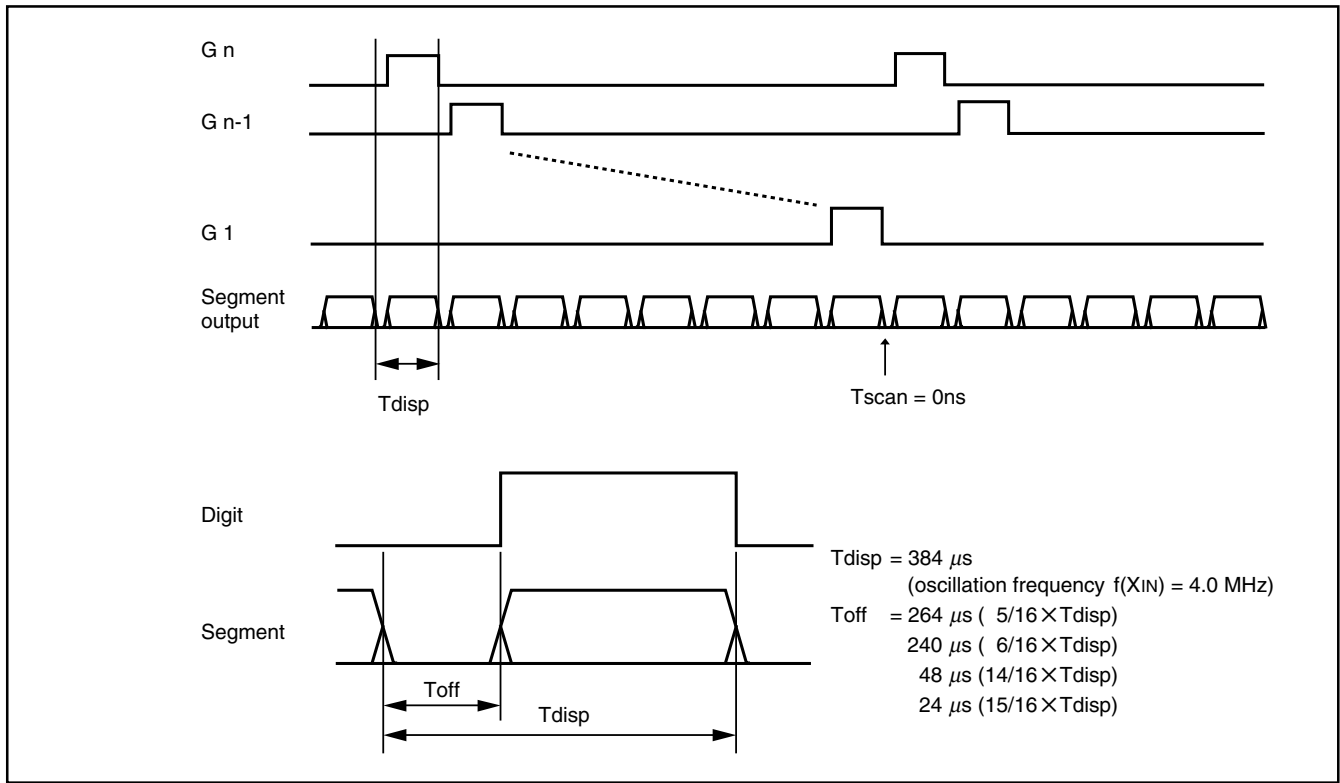 G n
G n-1
G 1
Segment
output
Tdisp
Tscan = 0ns
Digit
Segment
Toff
Tdisp
Tdisp = 384 μs
(oscillation frequency f(XIN) = 4.0 MHz)
Toff = 264 μs ( 5/16×Tdisp)
240 μs ( 6/16×Tdisp)
48 μs (14/16×Tdisp)
24 μs (15/16×Tdisp)